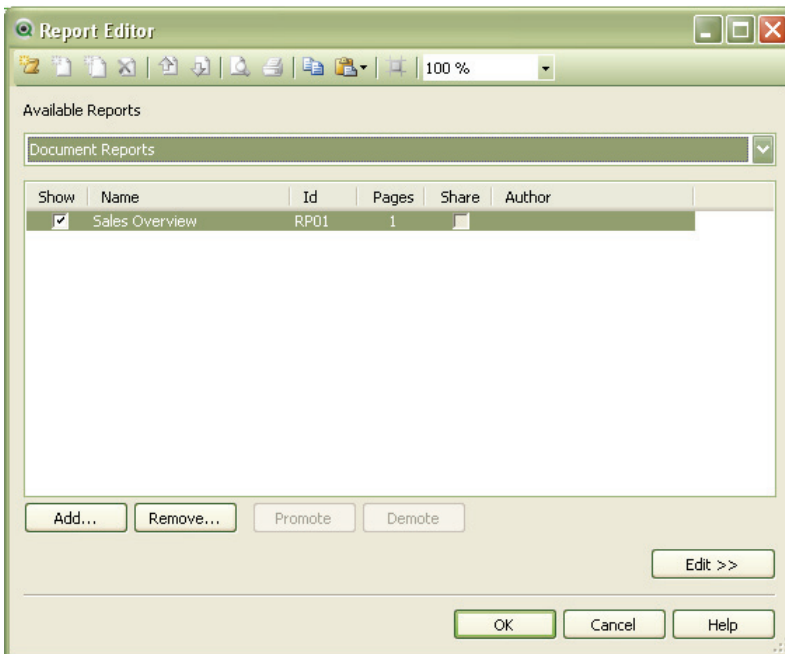 Report Editor
100 %
Available Reports
Document Reports
Show Name Id Pages Share Author
Sales Overview RP01 1
Add... Remove... Promote Demote
Edit >>
OK Cancel Help